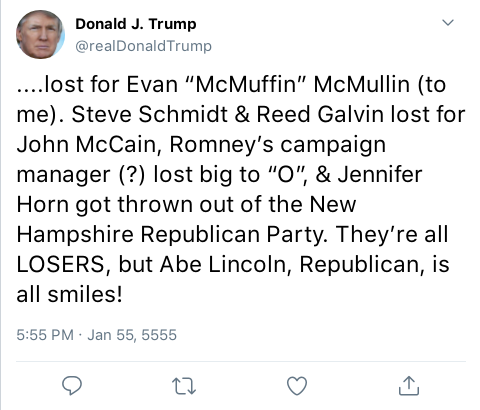 Donald J. Trump
@realDonaldTrump
....lost for Evan “McMuffin” McMullin (to
me). Steve Schmidt & Reed Galvin lost for
John McCain, Romney’s campaign
manager (?) lost big to “O”, & Jennifer
Horn got thrown out of the New
Hampshire Republican Party. They’re all
LOSERS, but Abe Lincoln, Republican, is
all smiles!
5:55 PM · Jan 55, 5555